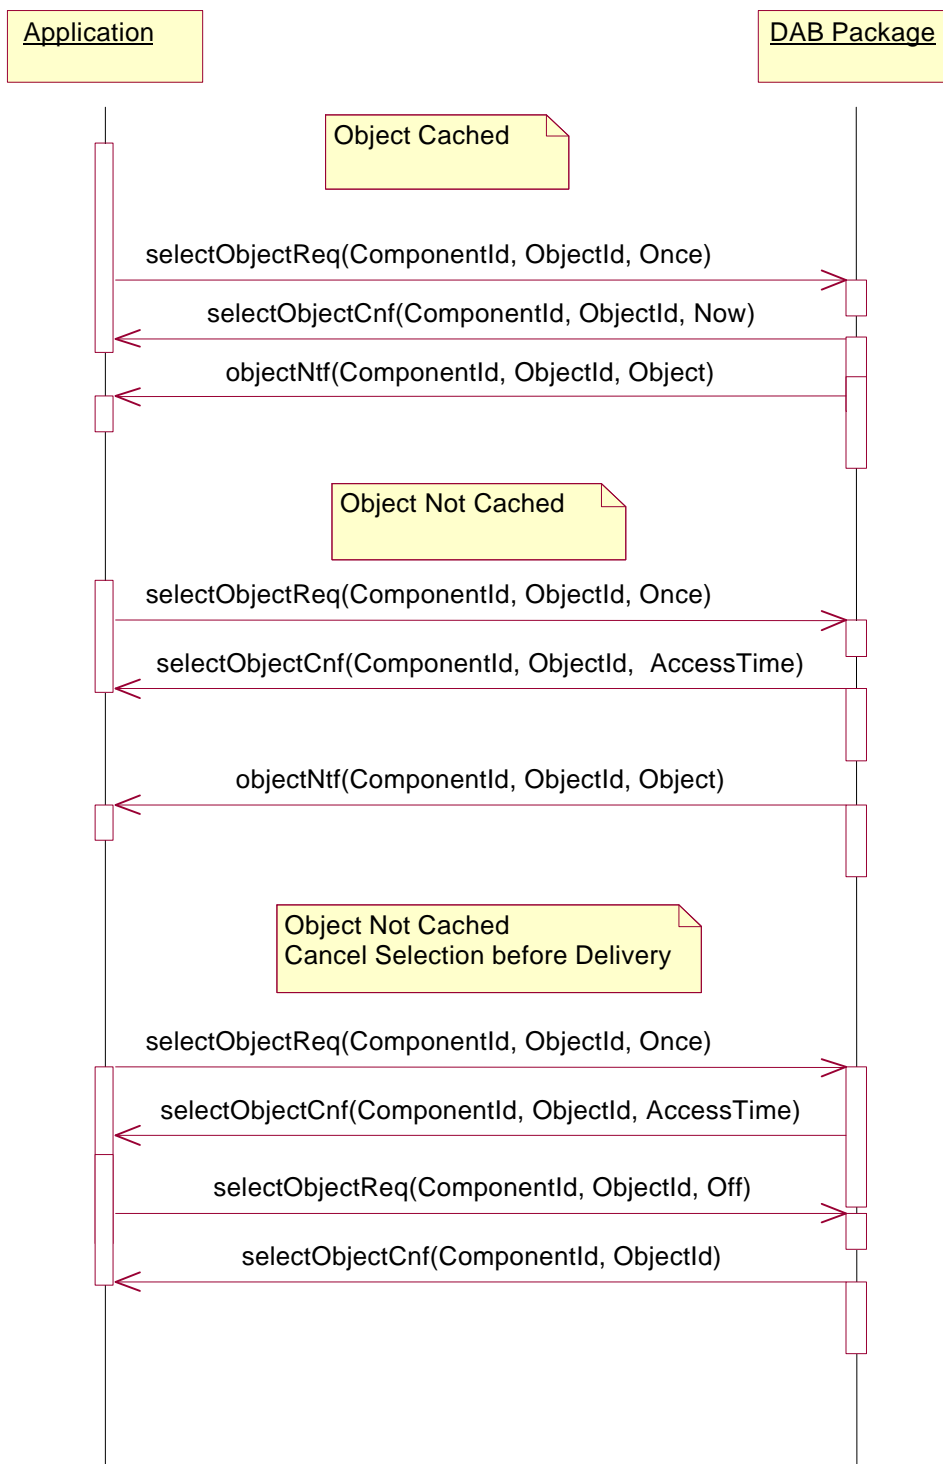 Application
DAB Package
Object Cached
selectObjectReq(ComponentId, ObjectId, Once)
selectObjectCnf(ComponentId, ObjectId, Now)
objectNtf(ComponentId, ObjectId, Object)
Object Not Cached
selectObjectReq(ComponentId, ObjectId, Once)
selectObjectCnf(ComponentId, ObjectId,  AccessTime)
objectNtf(ComponentId, ObjectId, Object)
Object Not Cached
Cancel Selection before Delivery
selectObjectReq(ComponentId, ObjectId, Once)
selectObjectCnf(ComponentId, ObjectId, AccessTime)
selectObjectReq(ComponentId, ObjectId, Off)
selectObjectCnf(ComponentId, ObjectId)